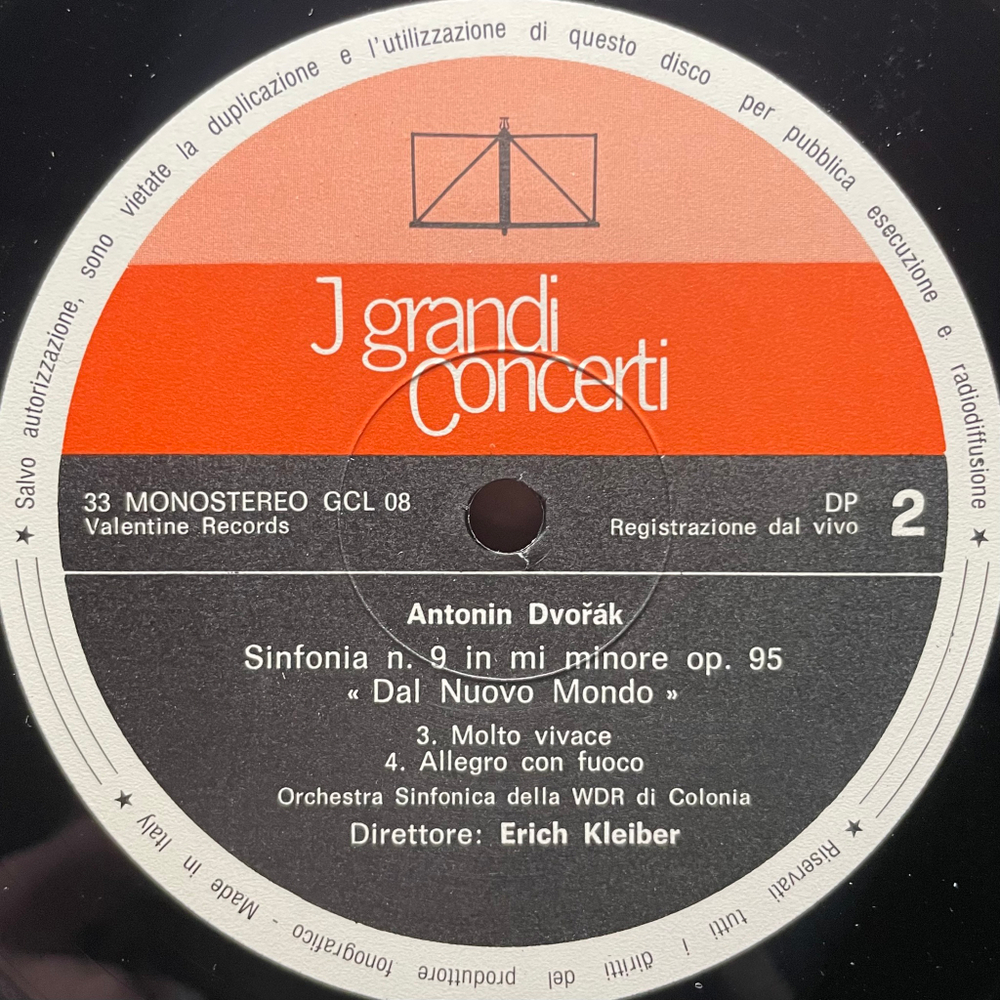 ★ Salvo autorizzazione, sono vietate la duplicazione e l'utilizzazione di questo disco per pubblica esecuzione e radiodiffusione ★
J grandi
concerti
33 MONOSTEREO GCL 08
Valentine Records
DP
Registrazione dal vivo
2
Antonin Dvořák
Sinfonia n. 9 in mi minore op. 95
« Dal Nuovo Mondo »
3. Molto vivace
4. Allegro con fuoco
Orchestra Sinfonica della WDR di Colonia
Direttore: Erich Kleiber
★ Riservati tutti i diritti del produttore fonografico - Made in Italy ★